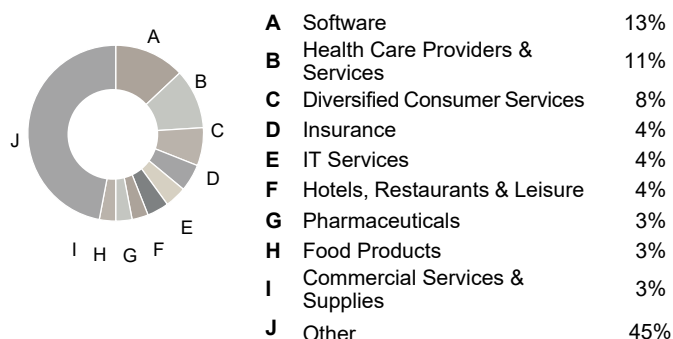 A
B
C
D
E
F
G
H
I
J
A Software 13%
B Health Care Providers &
Services 11%
C Diversified Consumer Services 8%
D Insurance 4%
E IT Services 4%
F Hotels, Restaurants & Leisure 4%
G Pharmaceuticals 3%
H Food Products 3%
I Commercial Services &
Supplies 3%
J Other 45%